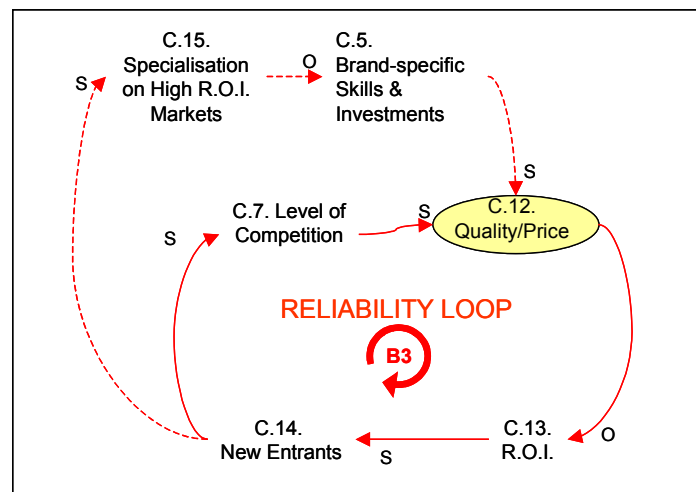 C.15.
Specialisation
on High R.O.I.
Markets
S
O
C.5.
Brand-specific
Skills &
Investments
S
C.7. Level of
Competition
S
S
C.12.
Quality/Price
RELIABILITY LOOP
B3
C.14.
New Entrants
S
C.13.
R.O.I.
O